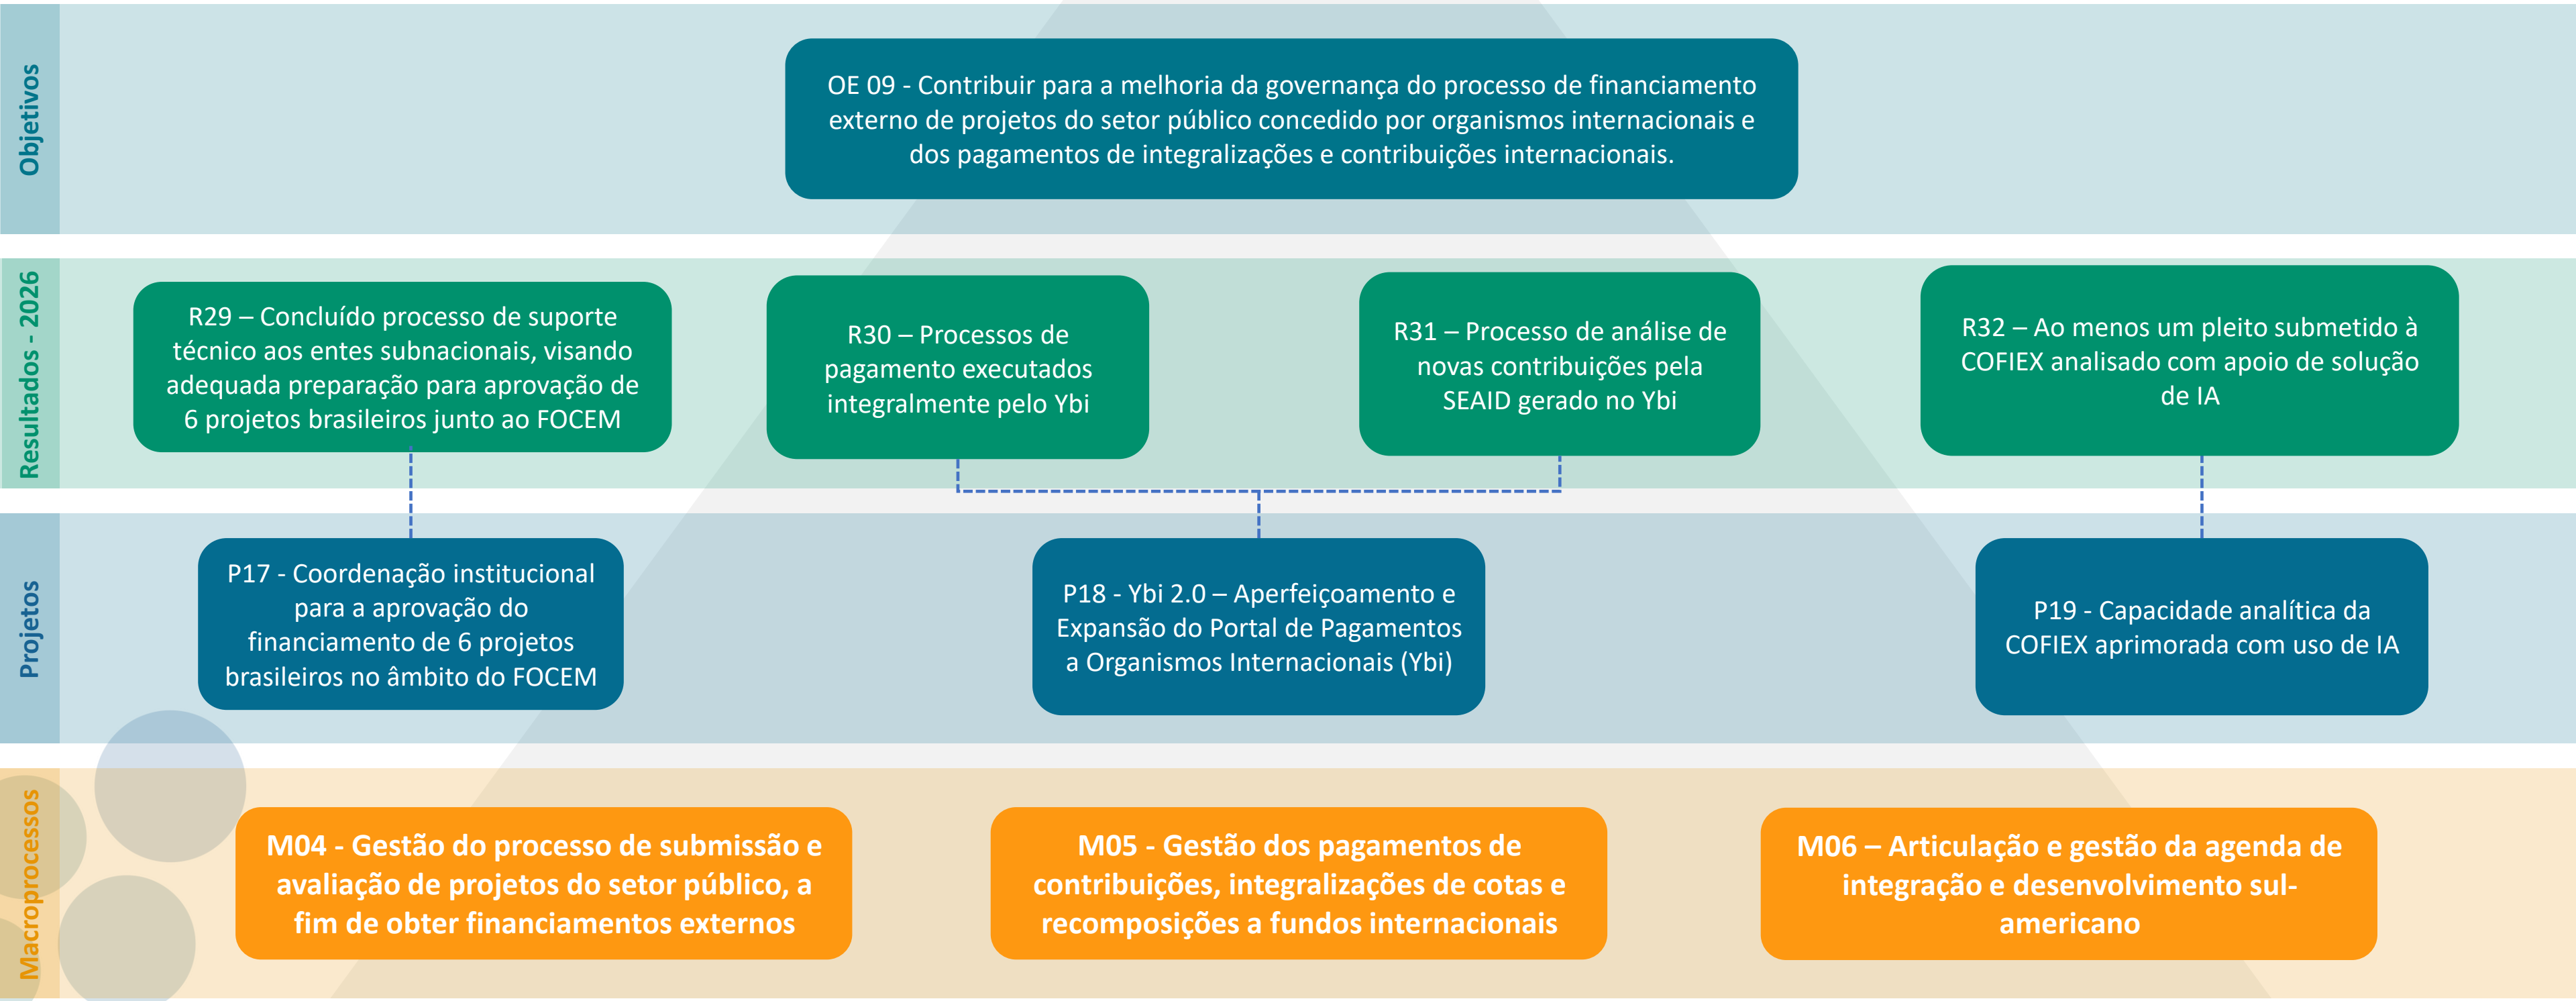 Objetivos
OE 09 - Contribuir para a melhoria da governança do processo de financiamento
externo de projetos do setor público concedido por organismos internacionais e
dos pagamentos de integralizações e contribuições internacionais.
Resultados - 2026
R29 – Concluído processo de suporte
técnico aos entes subnacionais, visando
adequada preparação para aprovação de
6 projetos brasileiros junto ao FOCEM
R30 – Processos de
pagamento executados
integralmente pelo Ybi
R31 – Processo de análise de
novas contribuições pela
SEAID gerado no Ybi
R32 – Ao menos um pleito submetido à
COFIEX analisado com apoio de solução
de IA
Projetos
P17 - Coordenação institucional
para a aprovação do
financiamento de 6 projetos
brasileiros no âmbito do FOCEM
P18 - Ybi 2.0 – Aperfeiçoamento e
Expansão do Portal de Pagamentos
a Organismos Internacionais (Ybi)
P19 - Capacidade analítica da
COFIEX aprimorada com uso de IA
Macroprocessos
M04 - Gestão do processo de submissão e
avaliação de projetos do setor público, a
fim de obter financiamentos externos
M05 - Gestão dos pagamentos de
contribuições, integralizações de cotas e
recomposições a fundos internacionais
M06 – Articulação e gestão da agenda de
integração e desenvolvimento sul-
americano